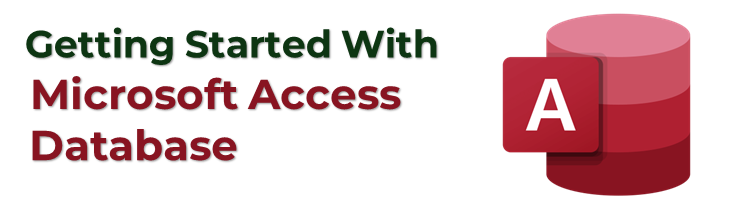 Getting Started With
Microsoft Access
Database
A